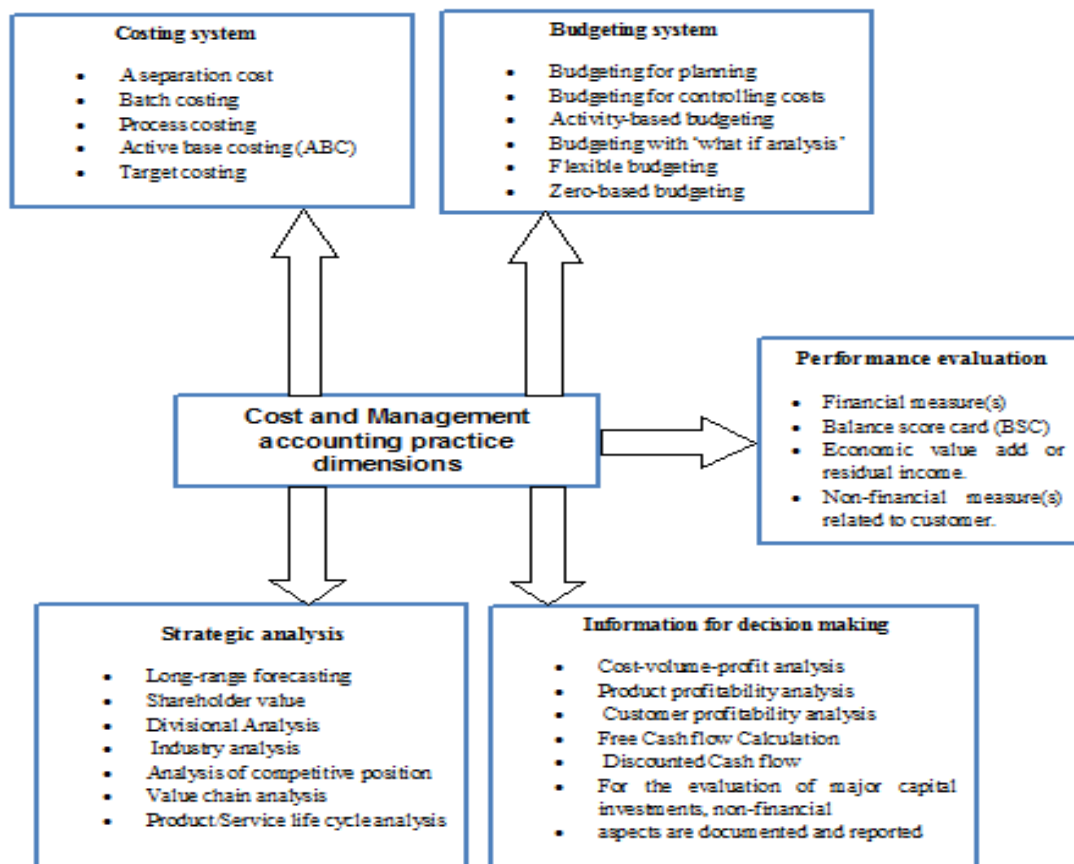 Costing system
• A separation cost
• Batch costing
• Process costing
• Active base costing (ABC)
• Target costing
Budgeting system
• Budgeting for planning
• Budgeting for controlling costs
• Activity-based budgeting
• Budgeting with "what if analysis"
• Flexible budgeting
• Zero-based budgeting
Performance evaluation
• Financial measure(s)
• Balance score card (BSC)
• Economic value add or
residual income.
• Non-financial measure(s)
related to customer.
Cost and Management
accounting practice
dimensions
Strategic analysis
• Long-range forecasting
• Shareholder value
• Divisional Analysis
• Industry analysis
• Analysis of competitive position
• Value chain analysis
• Product/Service life cycle analysis
Information for decision making
• Cost-volume-profit analysis
• Product profitability analysis
• Customer profitability analysis
• Free Cash flow Calculation
• Discounted Cash flow
• For the evaluation of major capital
investments, non-financial
• aspects are documented and reported